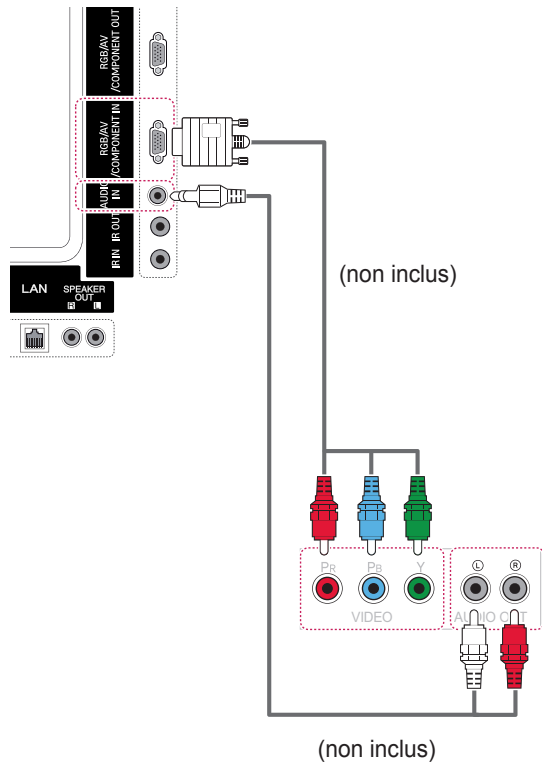 RGB/AV
/COMPONENT OUT
RGB/AV
/COMPONENT IN
AUDIO
IN
IR OUT
IR IN
LAN
SPEAKER
OUT
R L
(non inclus)
PR PB Y
VIDEO
L R
AUDIO OUT
(non inclus)